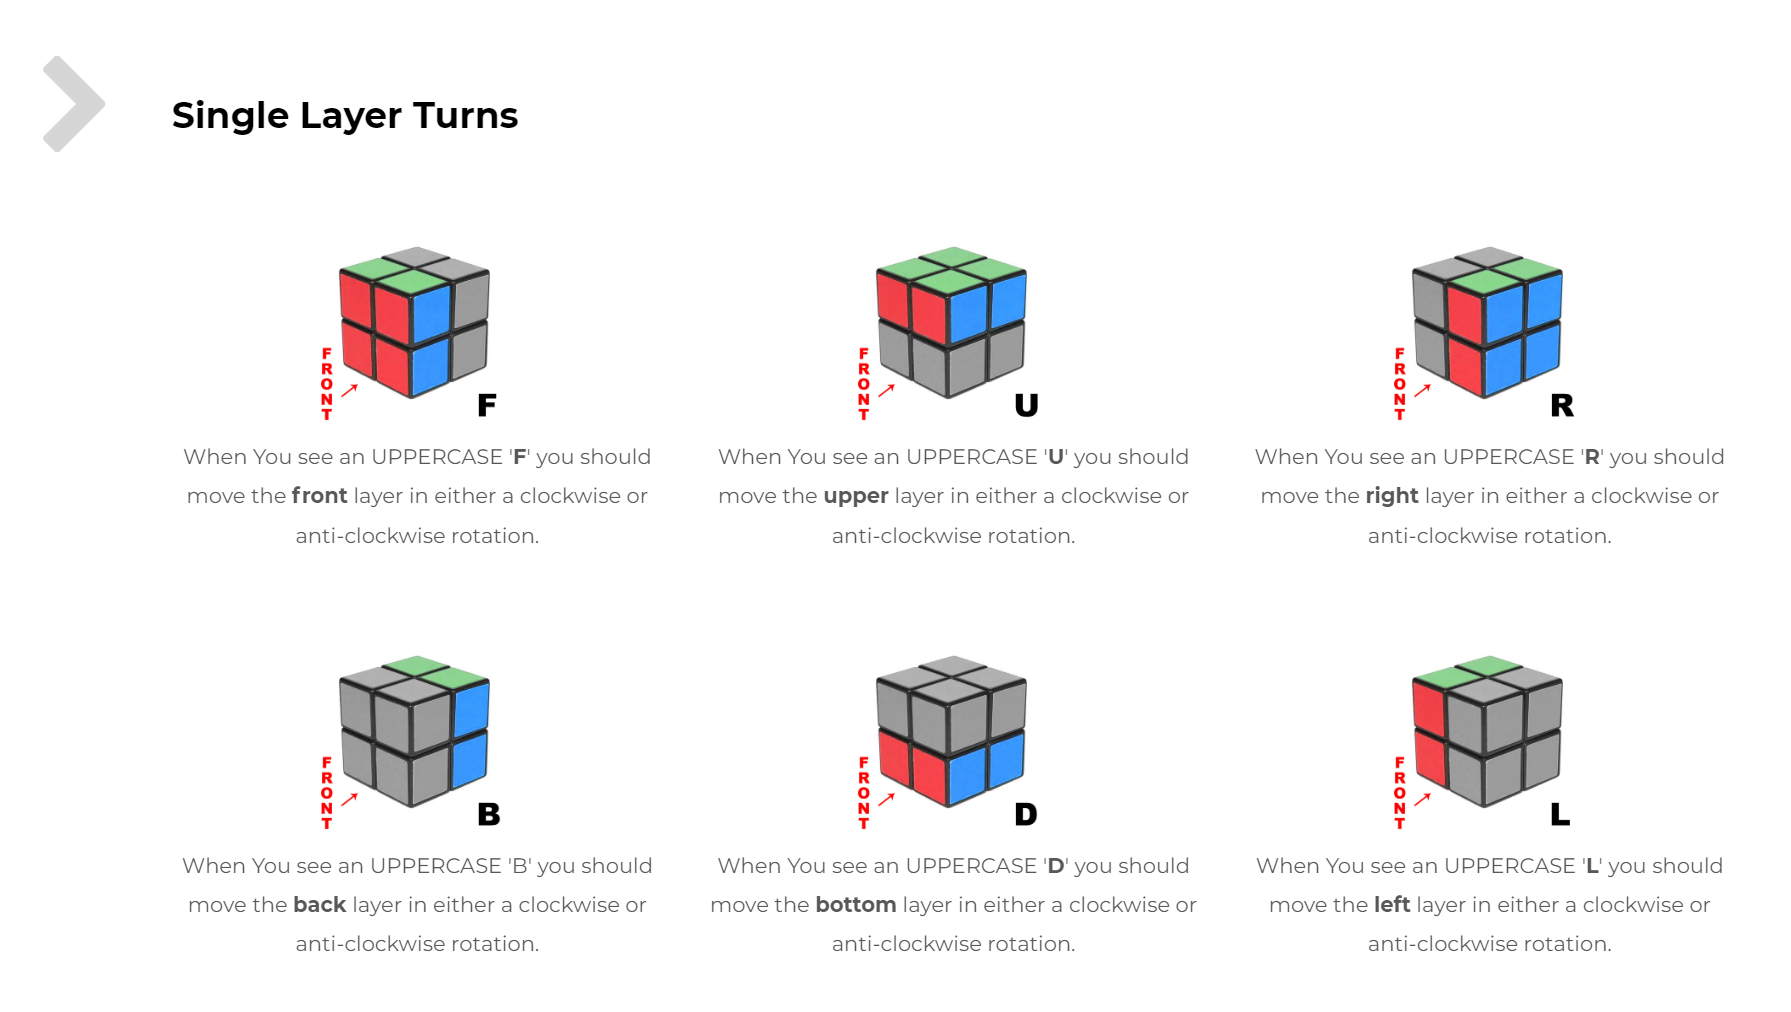 Single Layer Turns
FRONT
F
FRONT
U
FRONT
R
When You see an UPPERCASE 'F' you should
move the front layer in either a clockwise or
anti-clockwise rotation.
When You see an UPPERCASE 'U' you should
move the upper layer in either a clockwise or
anti-clockwise rotation.
When You see an UPPERCASE 'R' you should
move the right layer in either a clockwise or
anti-clockwise rotation.
FRONT
B
FRONT
D
FRONT
L
When You see an UPPERCASE 'B' you should
move the back layer in either a clockwise or
anti-clockwise rotation.
When You see an UPPERCASE 'D' you should
move the bottom layer in either a clockwise or
anti-clockwise rotation.
When You see an UPPERCASE 'L' you should
move the left layer in either a clockwise or
anti-clockwise rotation.